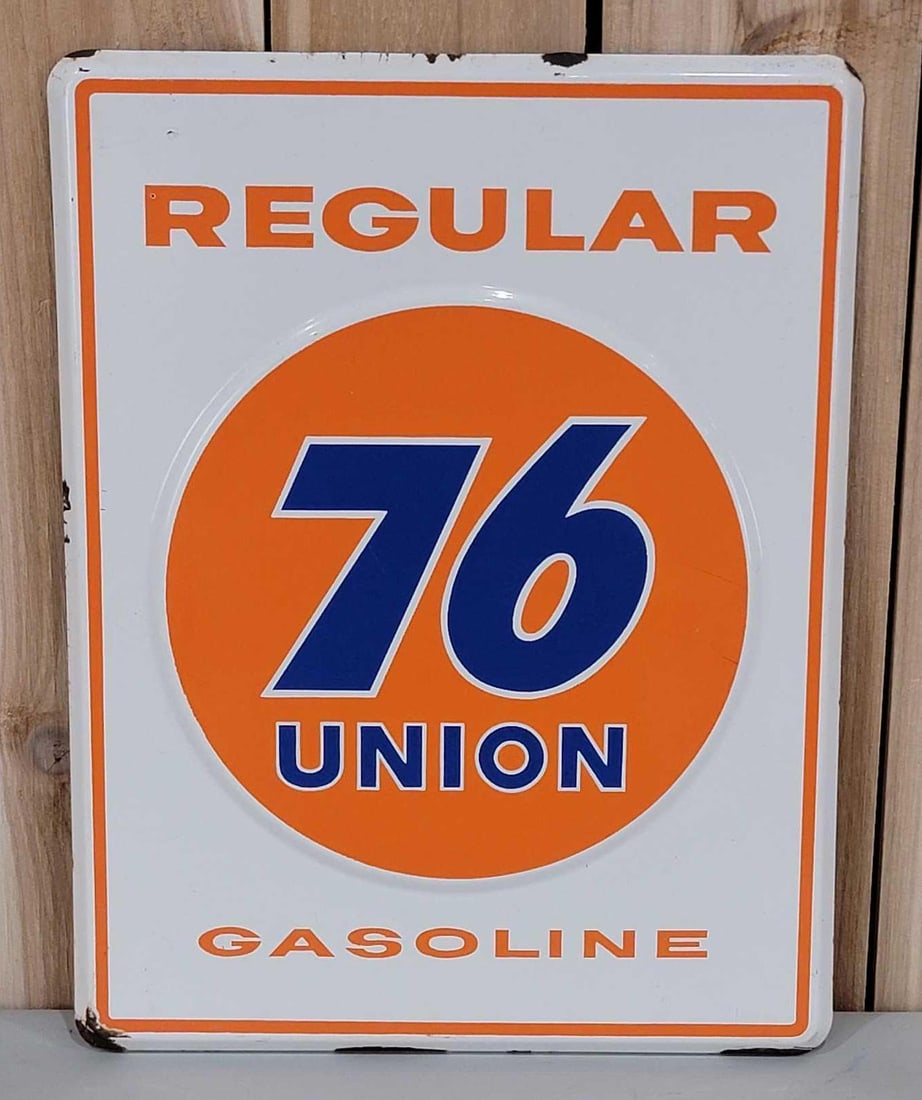 REGULAR
76
UNION
GASOLINE